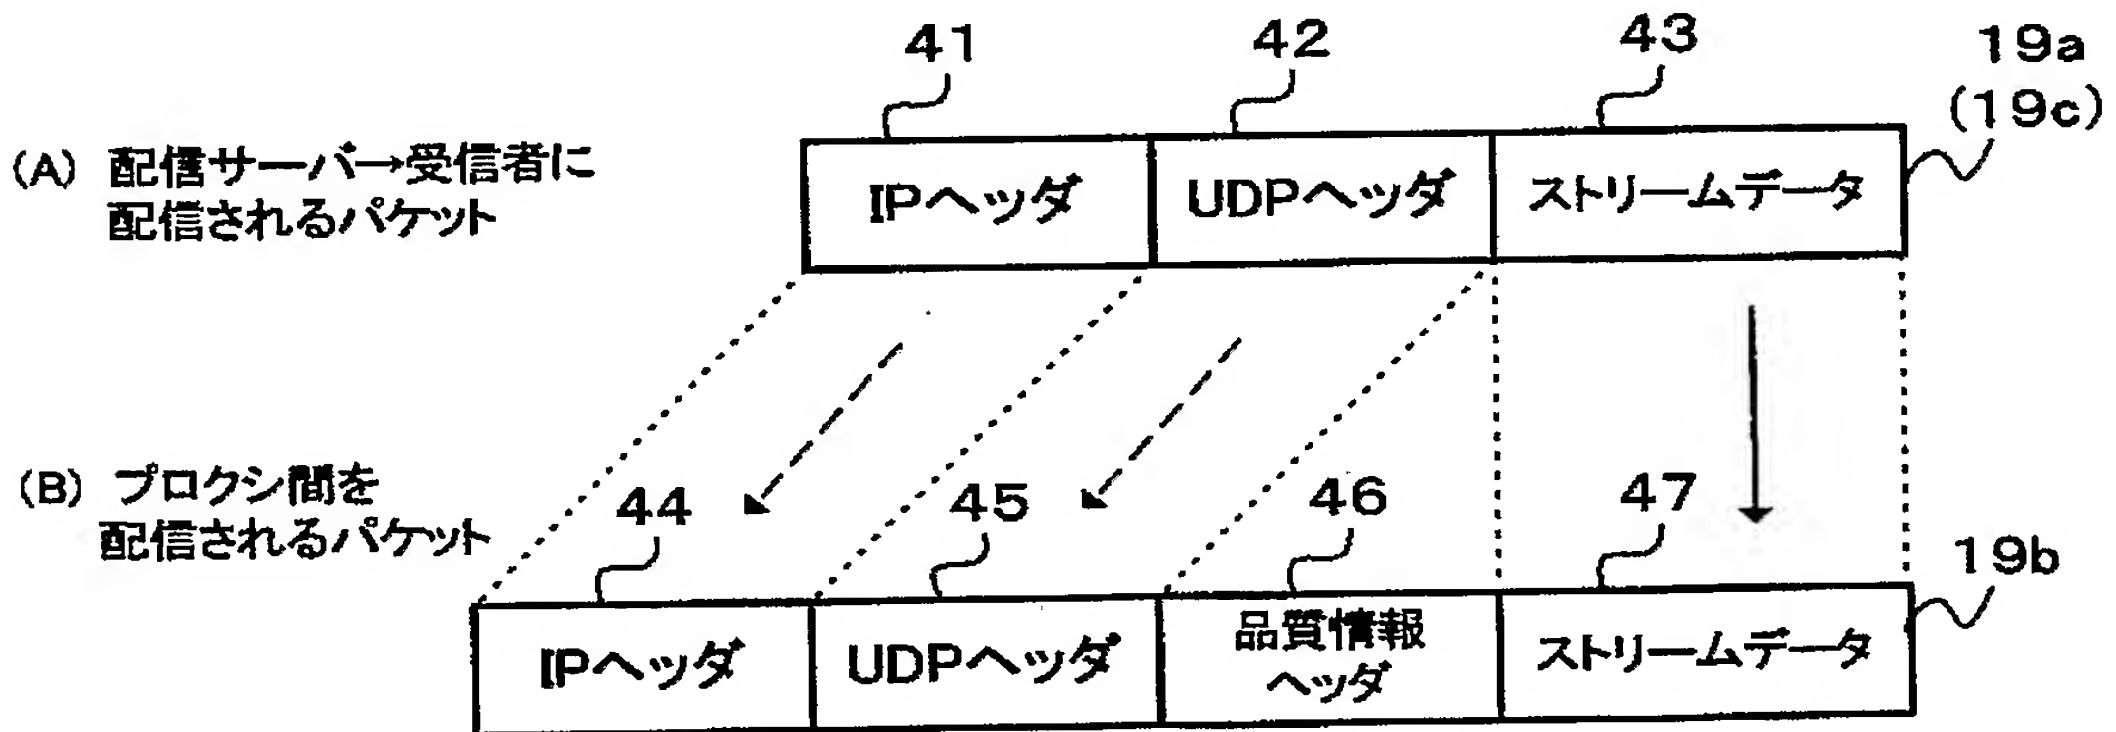 41
42
43
19a
(19c)
(A) 配信サーバ→受信者に
配信されるパケット
IPヘッダ
UDPヘッダ
ストリームデータ
(B) プロクシ間を
配信されるパケット
44
45
46
47
19b
IPヘッダ
UDPヘッダ
品質情報
ヘッダ
ストリームデータ